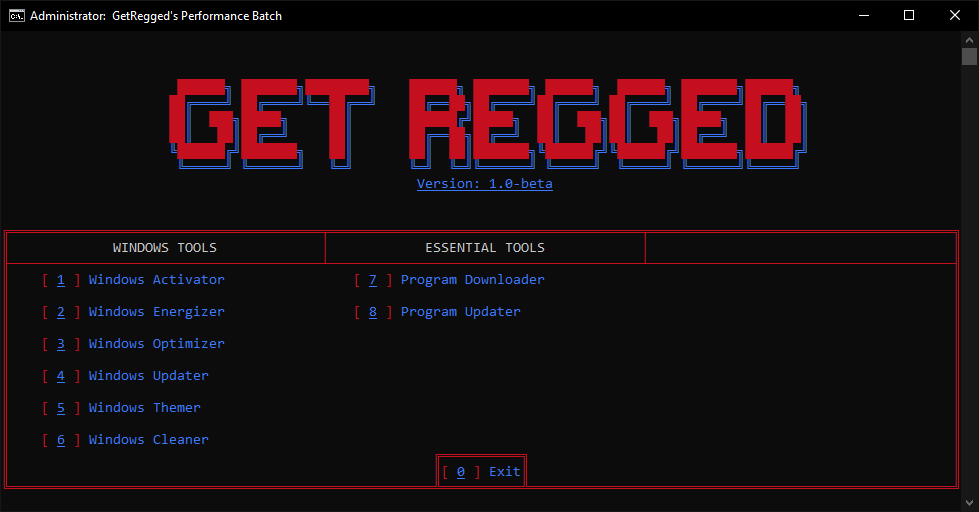 Administrator: GetRegged's Performance Batch
GET REGGED
Version: 1.0-beta
WINDOWS TOOLS ESSENTIAL TOOLS
[ 1 ] Windows Activator [ 7 ] Program Downloader
[ 2 ] Windows Energizer [ 8 ] Program Updater
[ 3 ] Windows Optimizer
[ 4 ] Windows Updater
[ 5 ] Windows Themer
[ 6 ] Windows Cleaner
[ 0 ] Exit